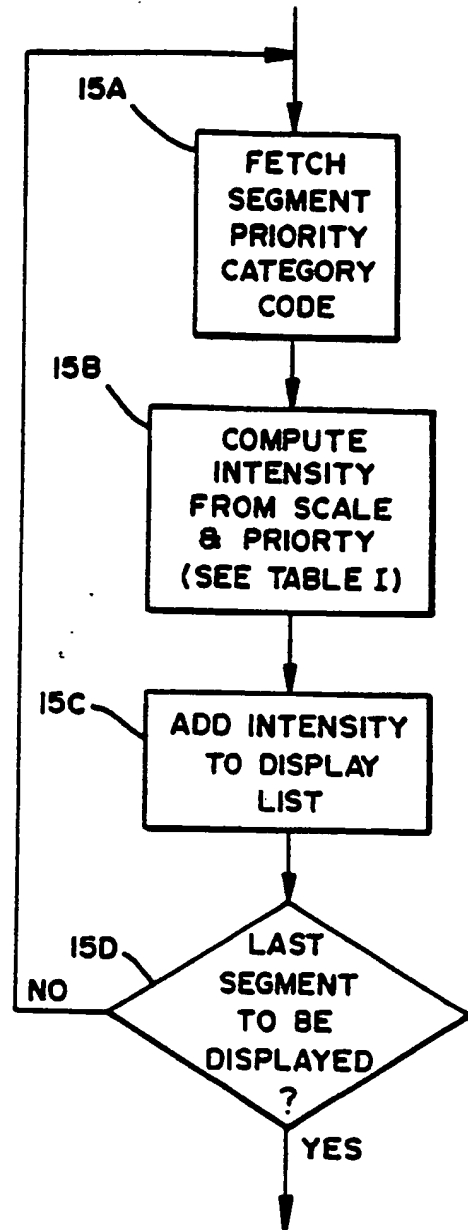 15A
FETCH
SEGMENT
PRIORITY
CATEGORY
CODE
15B
COMPUTE
INTENSITY
FROM SCALE
& PRIORTY
(SEE TABLE I)
15C
ADD INTENSITY
TO DISPLAY
LIST
15D
LAST
SEGMENT
TO BE
DISPLAYED
?
NO
YES